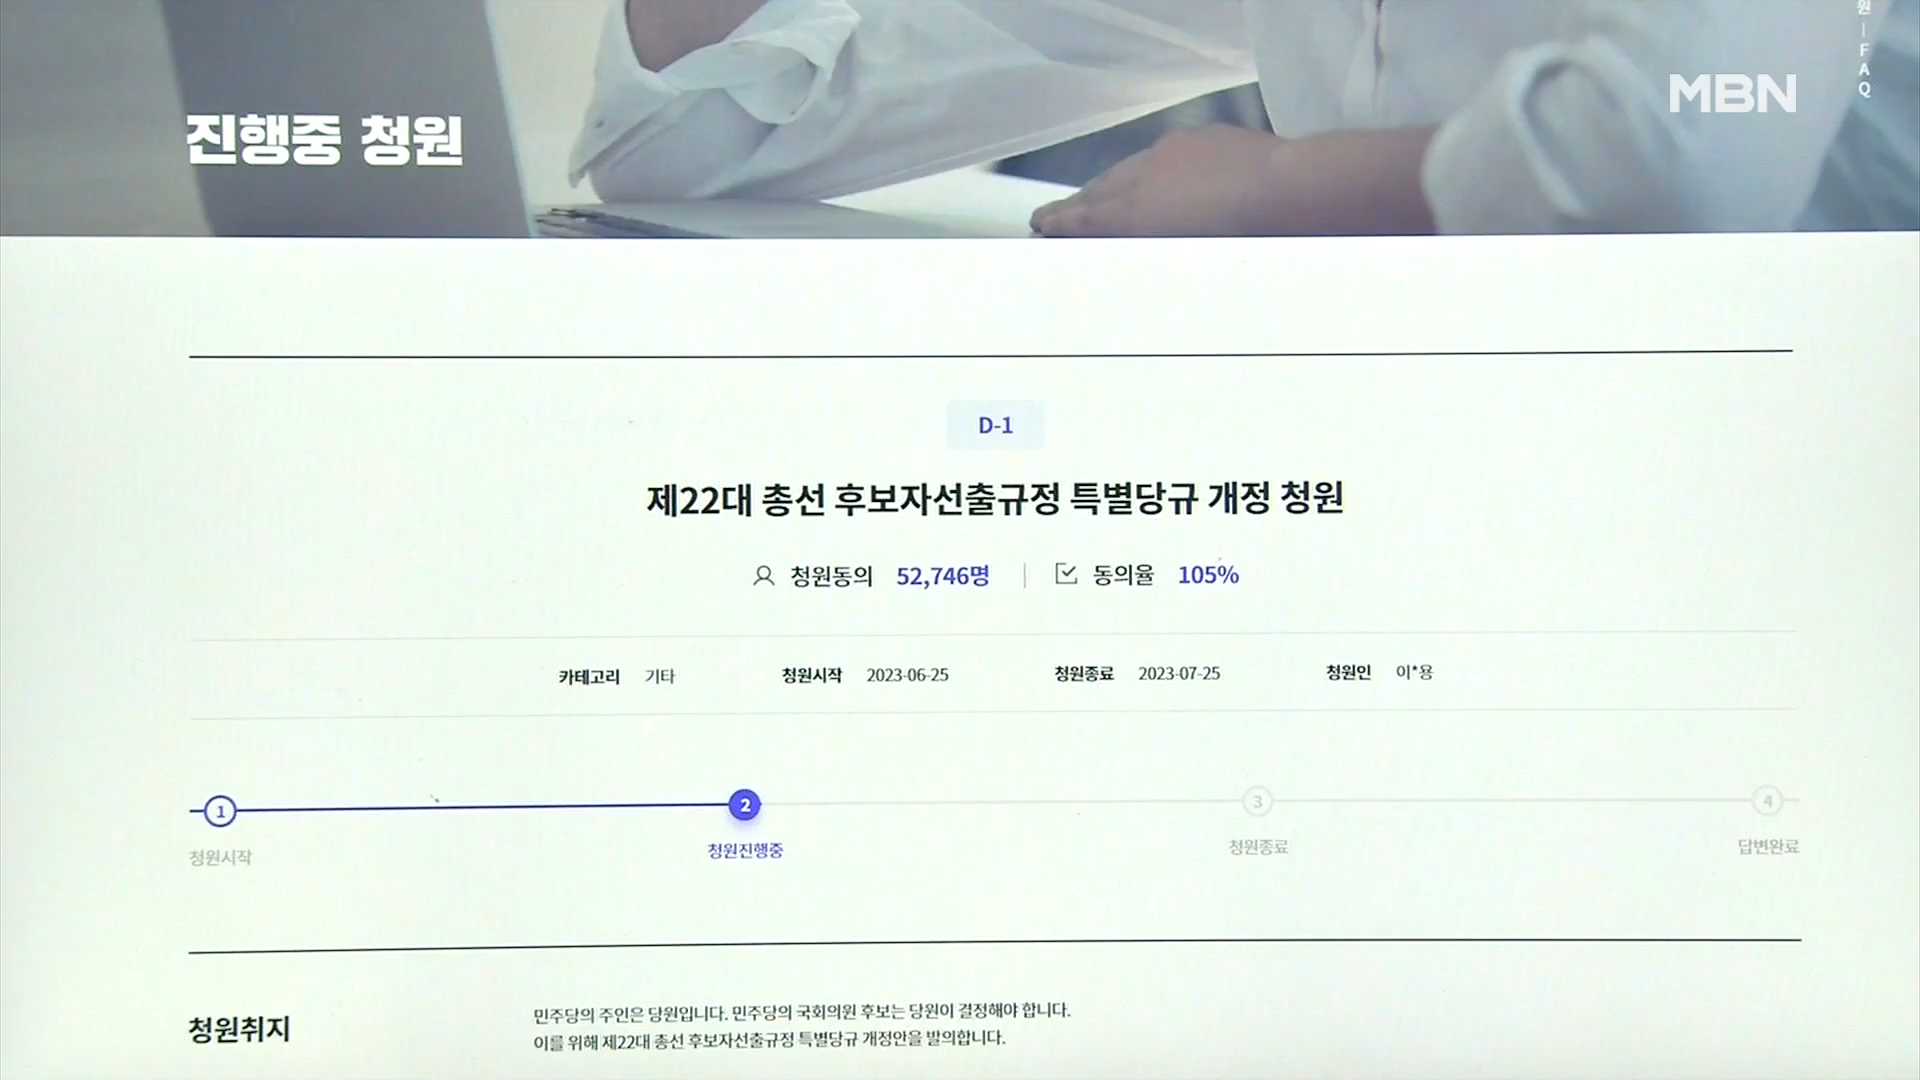 원 | FAQ
MBN
진행중 청원
D-1
제22대 총선 후보자선출규정 특별당규 개정 청원
청원동의 52,746명 | 동의율 105%
카테고리 기타 청원시작 2023-06-25 청원종료 2023-07-25 청원인 이*용
1 2 3 4
청원시작 청원진행중 청원종료 답변완료
청원취지
민주당의 주인은 당원입니다. 민주당의 국회의원 후보는 당원이 결정해야 합니다.
이를 위해 제22대 총선 후보자선출규정 특별당규 개정안을 발의합니다.